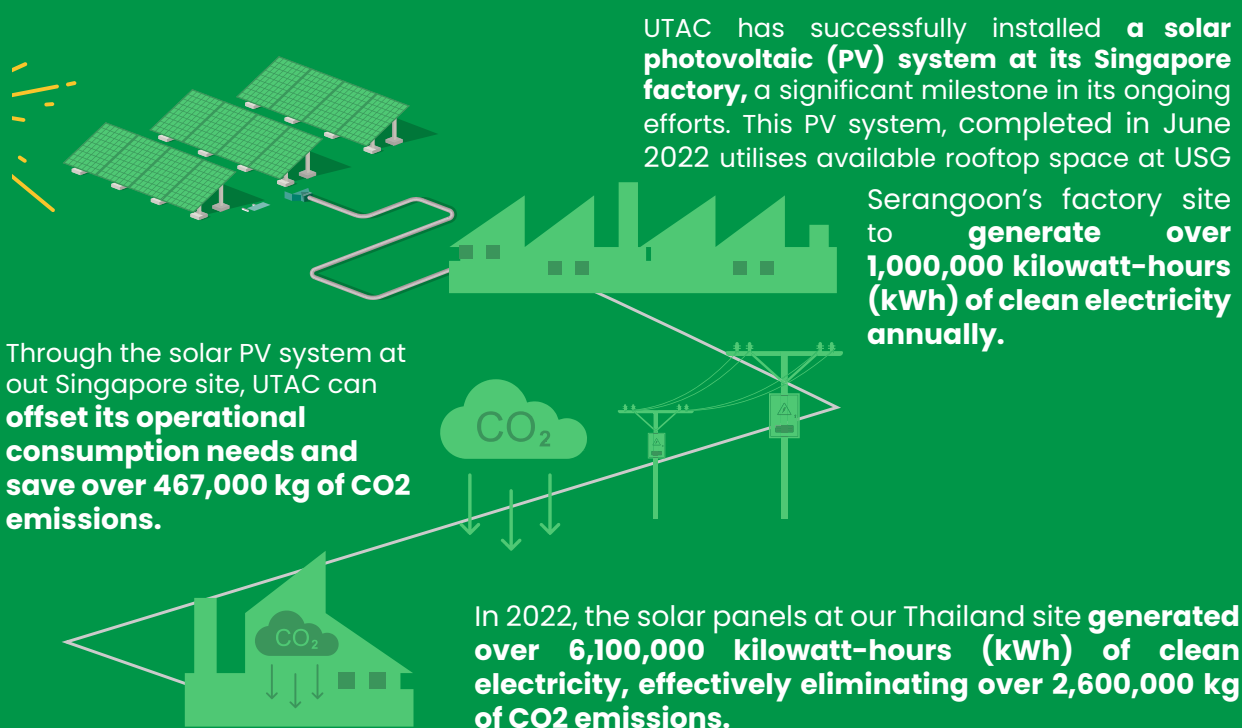 UTAC has successfully installed a solar
photovoltaic (PV) system at its Singapore
factory, a significant milestone in its ongoing
efforts. This PV system, completed in June
2022 utilises available rooftop space at USG
Serangoon's factory site
to generate over
1,000,000 kilowatt-hours
(kWh) of clean electricity
annually.
Through the solar PV system at
out Singapore site, UTAC can
offset its operational
consumption needs and
save over 467,000 kg of CO2
emissions.
CO₂
CO₂
In 2022, the solar panels at our Thailand site generated
over 6,100,000 kilowatt-hours (kWh) of clean
electricity, effectively eliminating over 2,600,000 kg
of CO2 emissions.